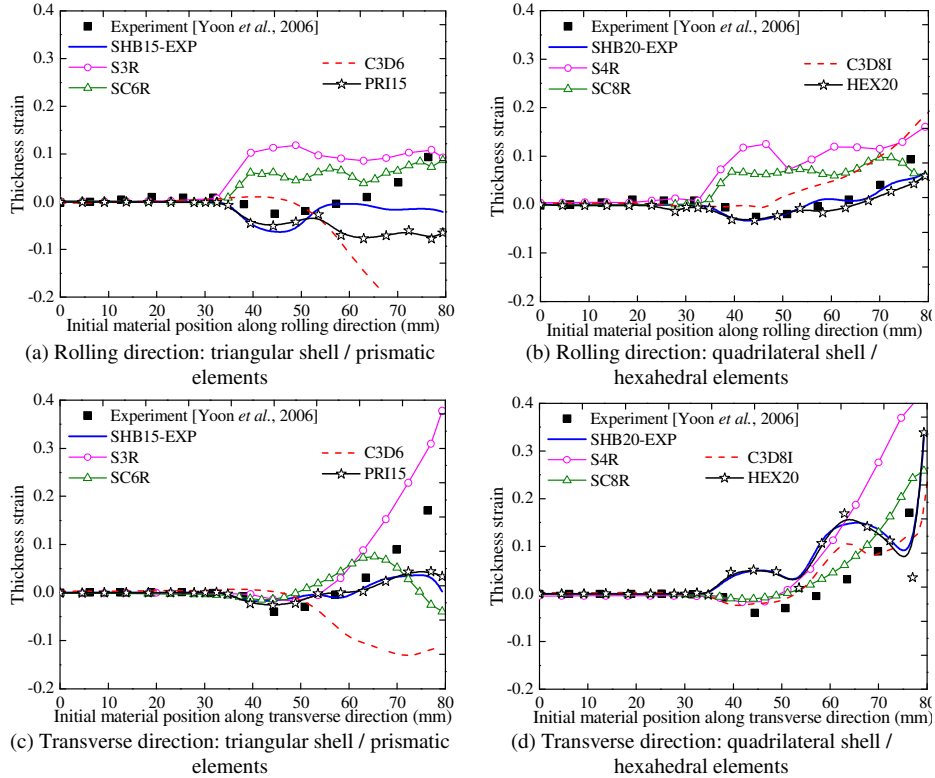 0.4
0.3
0.2
0.1
0.0
-0.1
-0.2
Thickness strain
Experiment [Yoon et al., 2006]
SHB15-EXP
S3R
SC6R
C3D6
PRI15
0 10 20 30 40 50 60 70 80
Initial material position along rolling direction (mm)
(a) Rolling direction: triangular shell / prismatic
elements
0.4
0.3
0.2
0.1
0.0
-0.1
-0.2
Thickness strain
Experiment [Yoon et al., 2006]
SHB20-EXP
S4R
SC8R
C3D8I
HEX20
0 10 20 30 40 50 60 70 80
Initial material position along rolling direction (mm)
(b) Rolling direction: quadrilateral shell /
hexahedral elements
0.4
0.3
0.2
0.1
0.0
-0.1
-0.2
Thickness strain
Experiment [Yoon et al., 2006]
SHB15-EXP
S3R
SC6R
C3D6
PRI15
0 10 20 30 40 50 60 70 80
Initial material position along transverse direction (mm)
(c) Transverse direction: triangular shell / prismatic
elements
0.4
0.3
0.2
0.1
0.0
-0.1
-0.2
Thickness strain
Experiment [Yoon et al., 2006]
SHB20-EXP
S4R
SC8R
C3D8I
HEX20
0 10 20 30 40 50 60 70 80
Initial material position along transverse direction (mm)
(d) Transverse direction: quadrilateral shell /
hexahedral elements